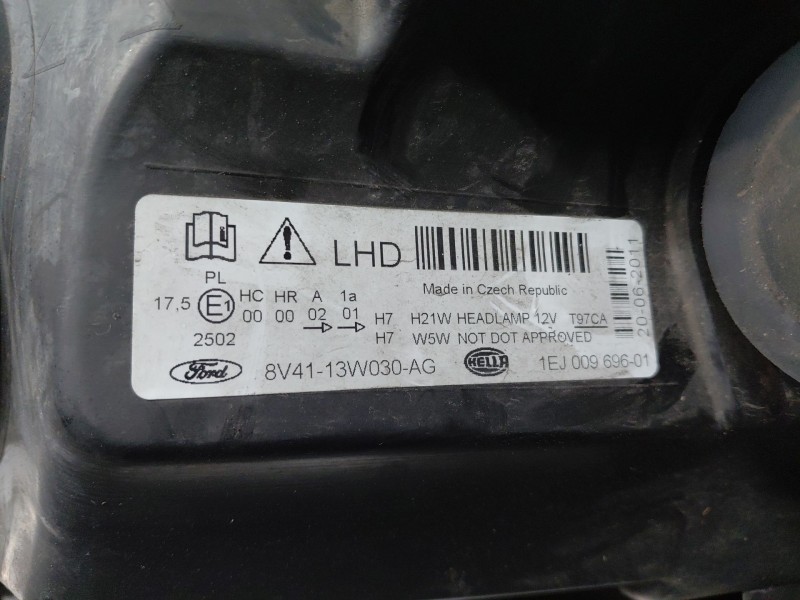 LHD
Made in Czech Republic
PL
17,5 E1 HC HR A 1a
00 00 02 01
2502
H7 H21W HEADLAMP 12V T97CA
H7 W5W NOT DOT APPROVED
Ford 8V41-13W030-AG HELLA 1EJ 009 696-01
20-06-2011